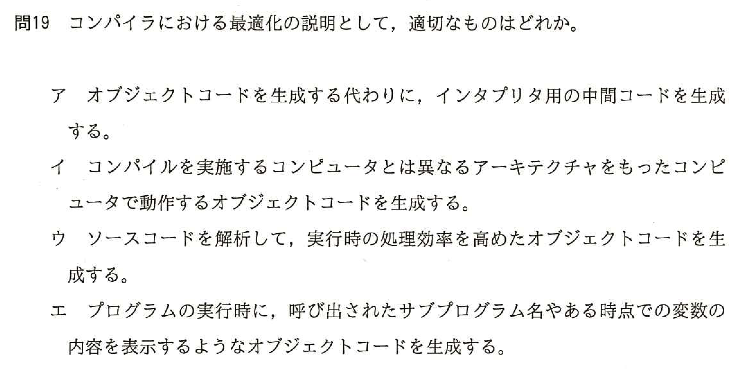 問19 コンパイラにおける最適化の説明として，適切なものはどれか。
ア オブジェクトコードを生成する代わりに，インタプリタ用の中間コードを生成
する。
イ コンパイルを実施するコンピュータとは異なるアーキテクチャをもったコンピ
ュータで動作するオブジェクトコードを生成する。
ウ ソースコードを解析して，実行時の処理効率を高めたオブジェクトコードを生
成する。
エ プログラムの実行時に，呼び出されたサブプログラム名やある時点での変数の
内容を表示するようなオブジェクトコードを生成する。